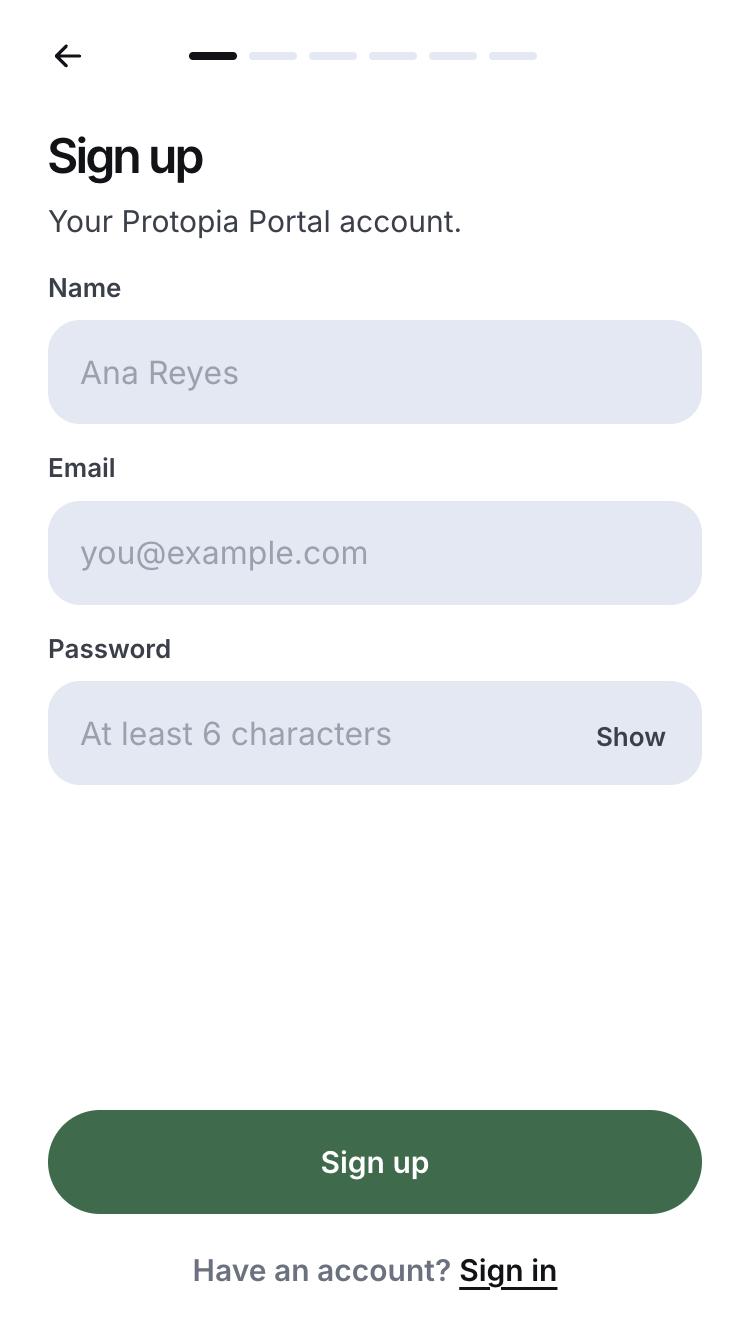 Sign up
Your Protopia Portal account.
Name
Ana Reyes
Email
you@example.com
Password
At least 6 characters Show
Sign up
Have an account? Sign in